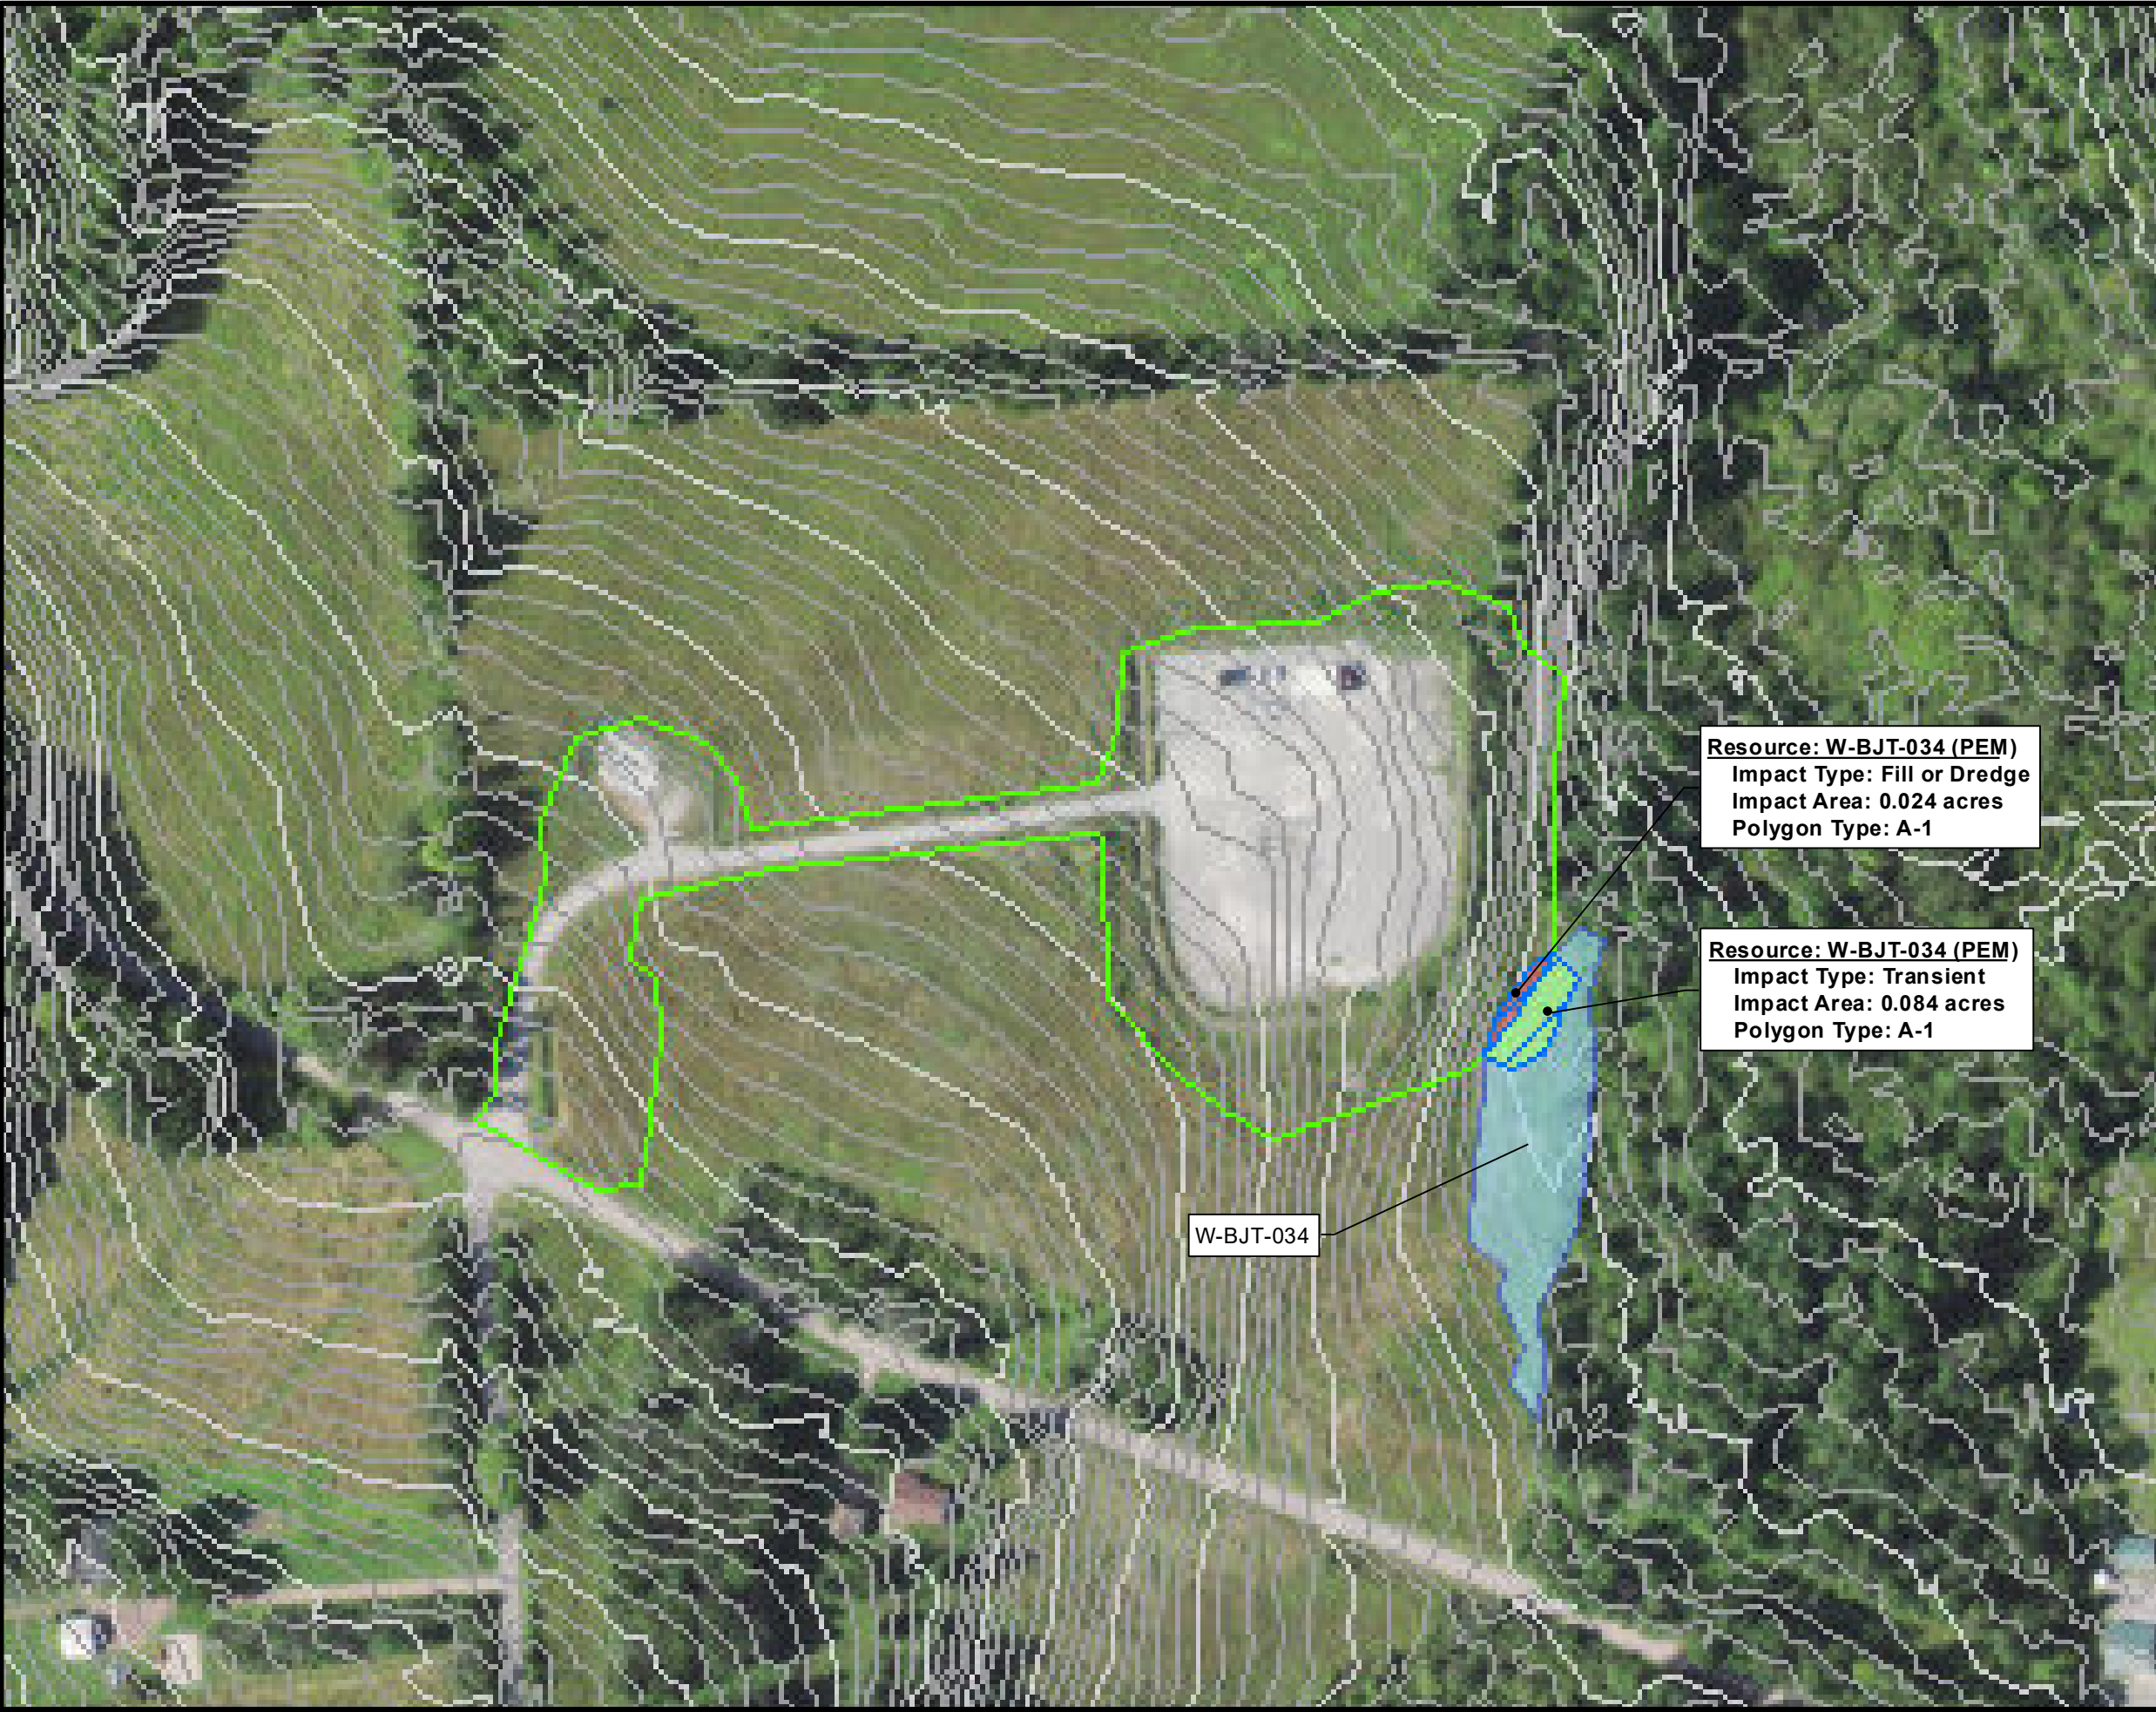 Resource: W-BJT-034 (PEM)
Impact Type: Fill or Dredge
Impact Area: 0.024 acres
Polygon Type: A-1
Resource: W-BJT-034 (PEM)
Impact Type: Transient
Impact Area: 0.084 acres
Polygon Type: A-1
W-BJT-034